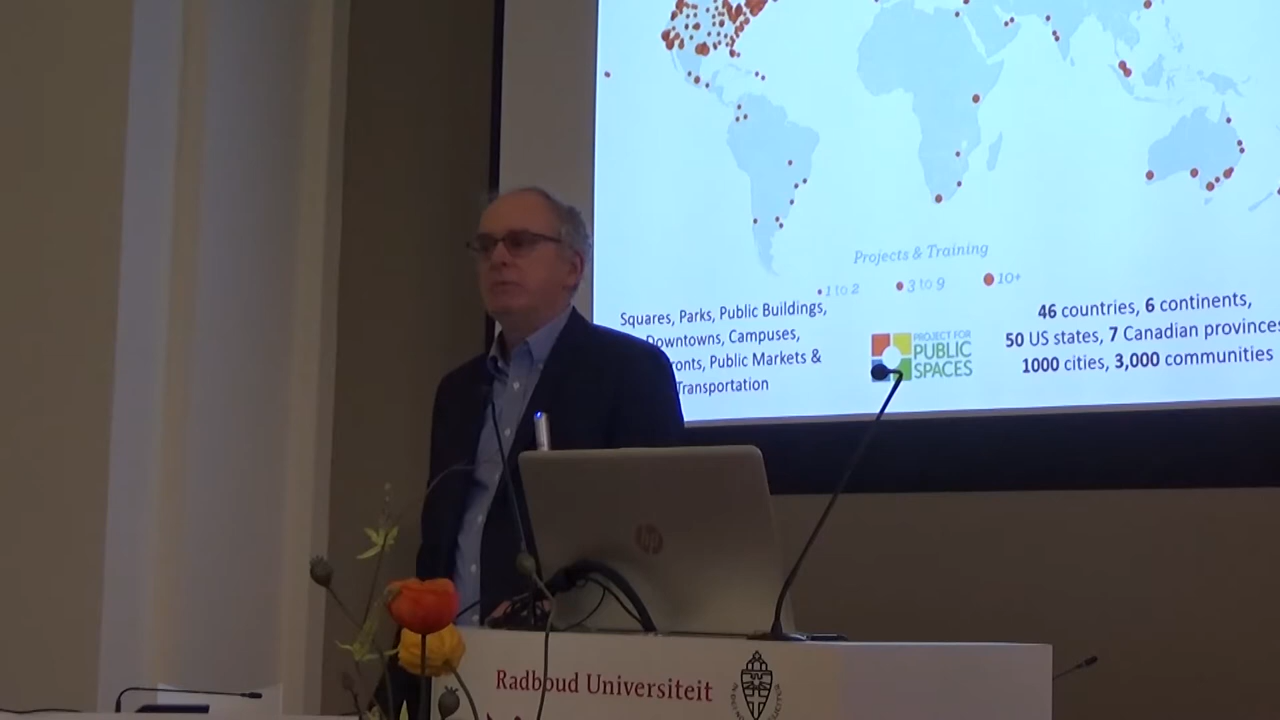 Projects & Training
1 to 2
3 to 9
10+
Squares, Parks, Public Buildings,
Downtowns, Campuses,
ronts, Public Markets &
Transportation
PROJECT FOR
PUBLIC
SPACES
46 countries, 6 continents,
50 US states, 7 Canadian provinces
1000 cities, 3,000 communities
hp
Radboud Universiteit